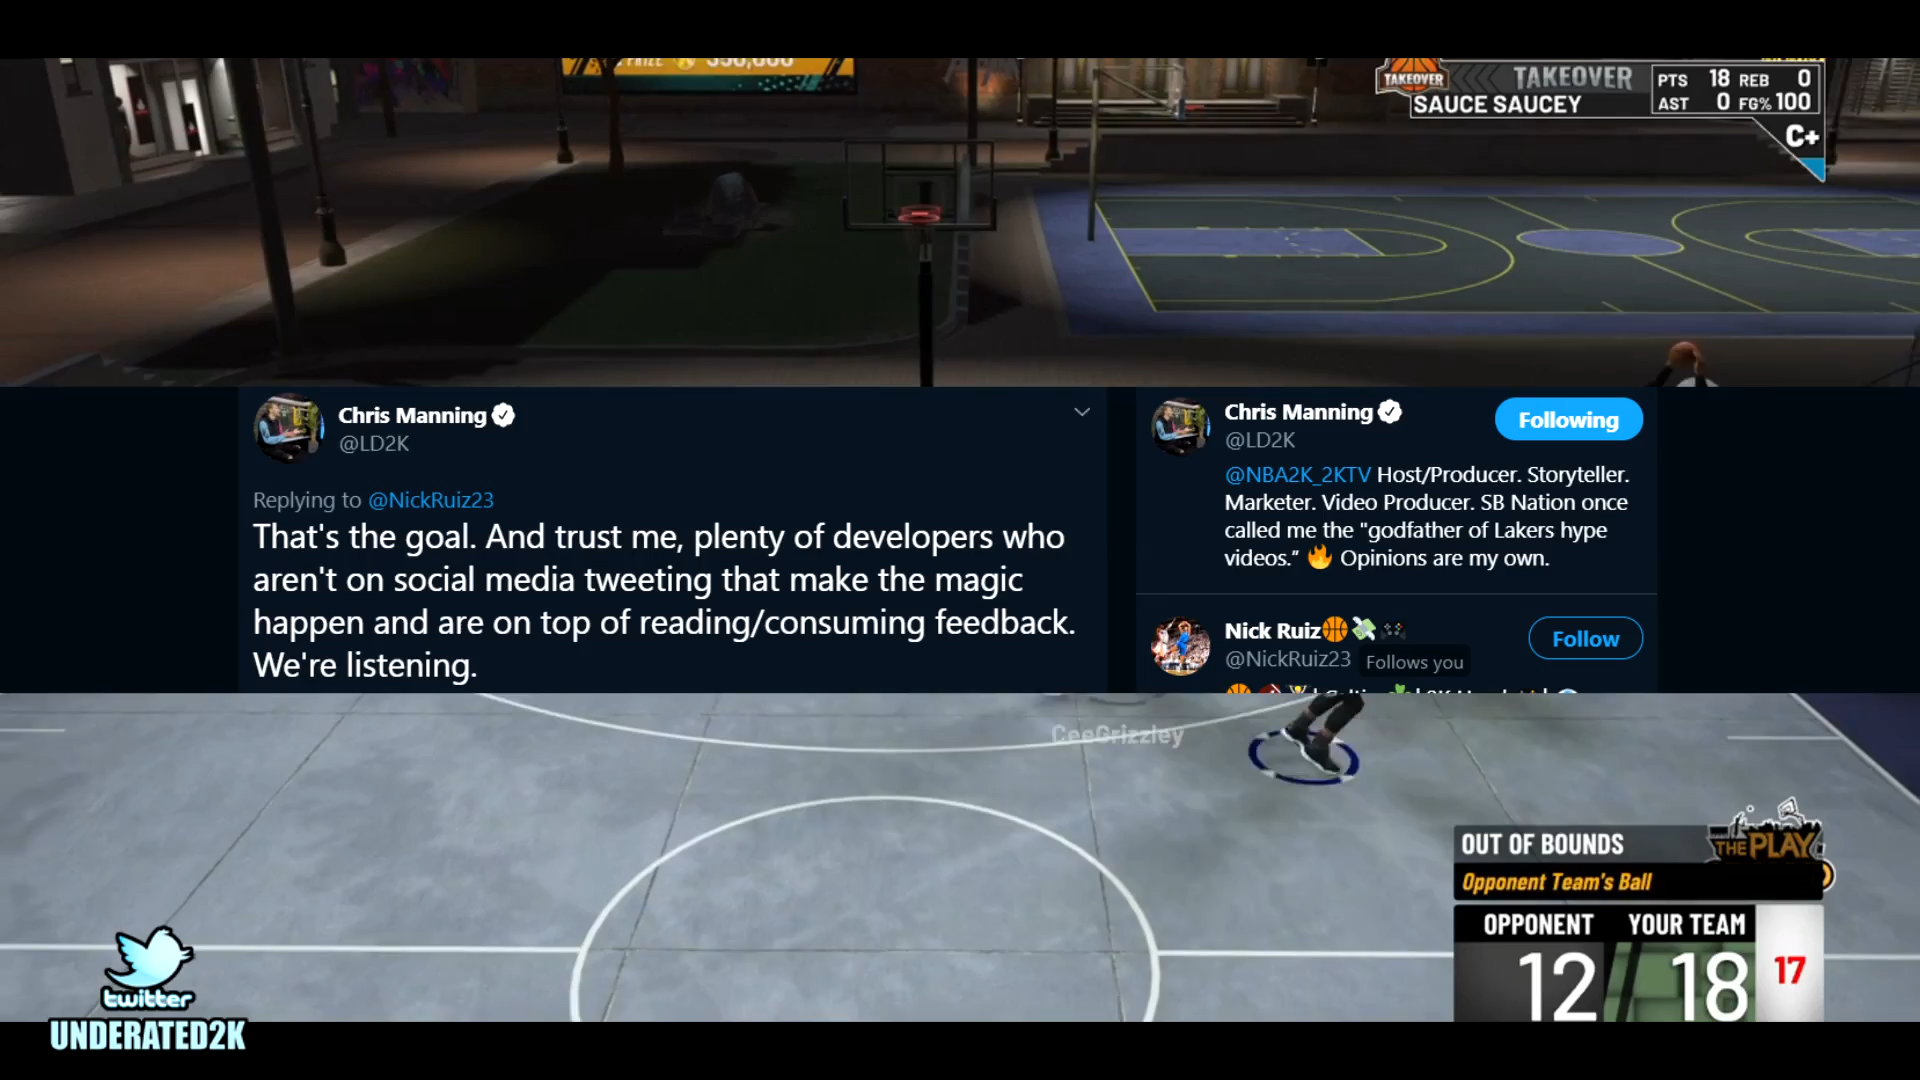 PRIZE 350,000
TAKEOVER
TAKEOVER
SAUCE SAUCEY
PTS 18 REB 0
AST 0 FG% 100
C+
Chris Manning
@LD2K
Replying to @NickRuiz23
That's the goal. And trust me, plenty of developers who
aren't on social media tweeting that make the magic
happen and are on top of reading/consuming feedback.
We're listening.
Chris Manning
@LD2K
Following
@NBA2K_2KTV Host/Producer. Storyteller.
Marketer. Video Producer. SB Nation once
called me the "godfather of Lakers hype
videos.” 🔥 Opinions are my own.
Nick Ruiz🏀💸🎮
@NickRuiz23 Follows you
Follow
CeeGrizzley
OUT OF BOUNDS
THE PLAY
Opponent Team's Ball
OPPONENT YOUR TEAM
12 18 17
twitter
UNDERATED2K